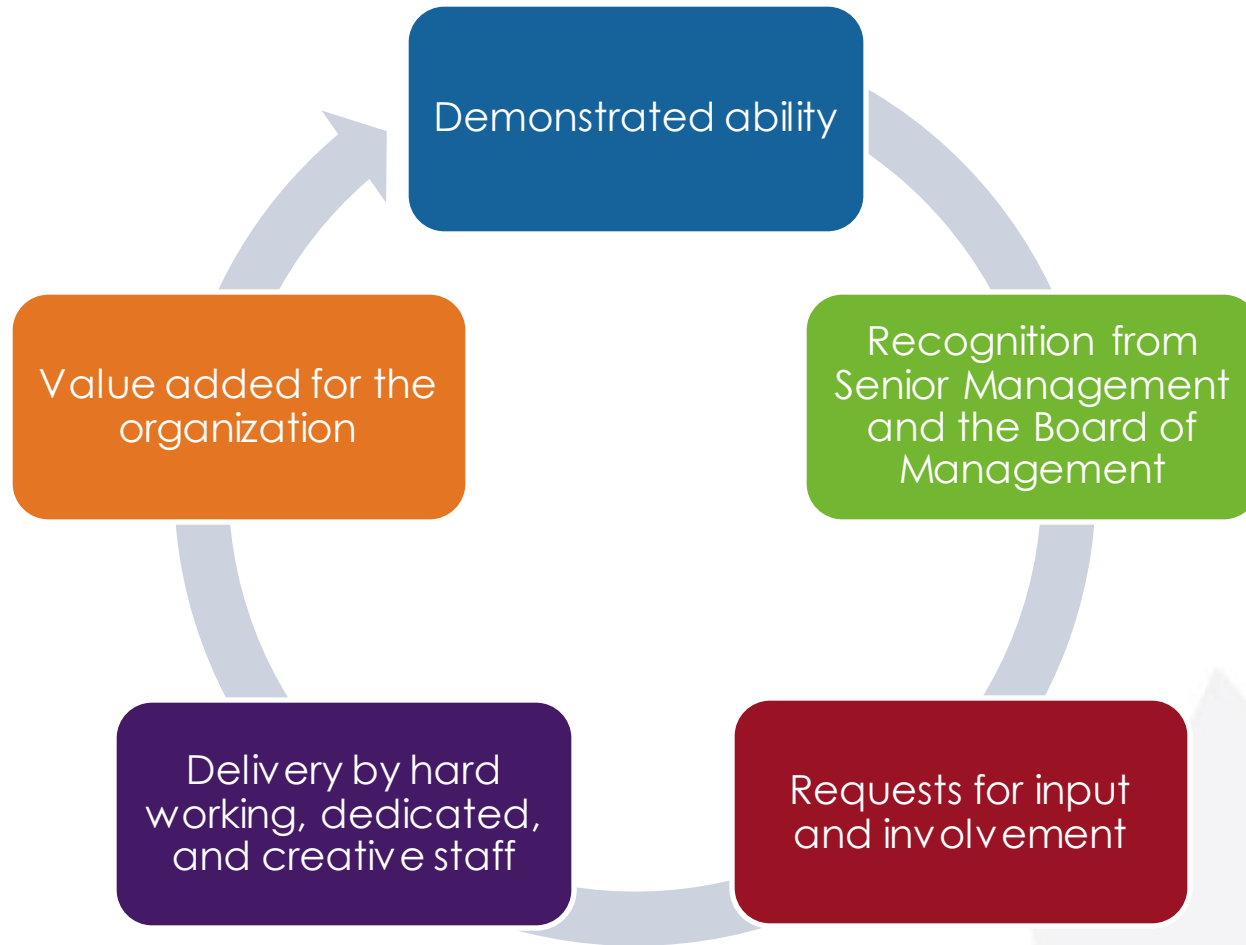 Demonstrated ability
Recognition from
Senior Management
and the Board of
Management
Requests for input
and involvement
Delivery by hard
working, dedicated,
and creative staff
Value added for the
organization